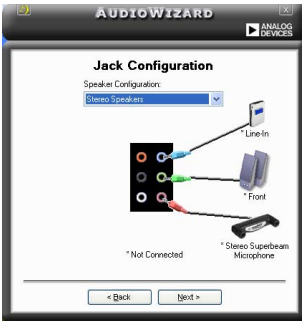 AUDIOWIZARD
ANALOG
DEVICES
Jack Configuration
Speaker Configuration:
Stereo Speakers
* Line-In
* Front
* Not Connected
* Stereo Superbeam
Microphone
< Back
Next >